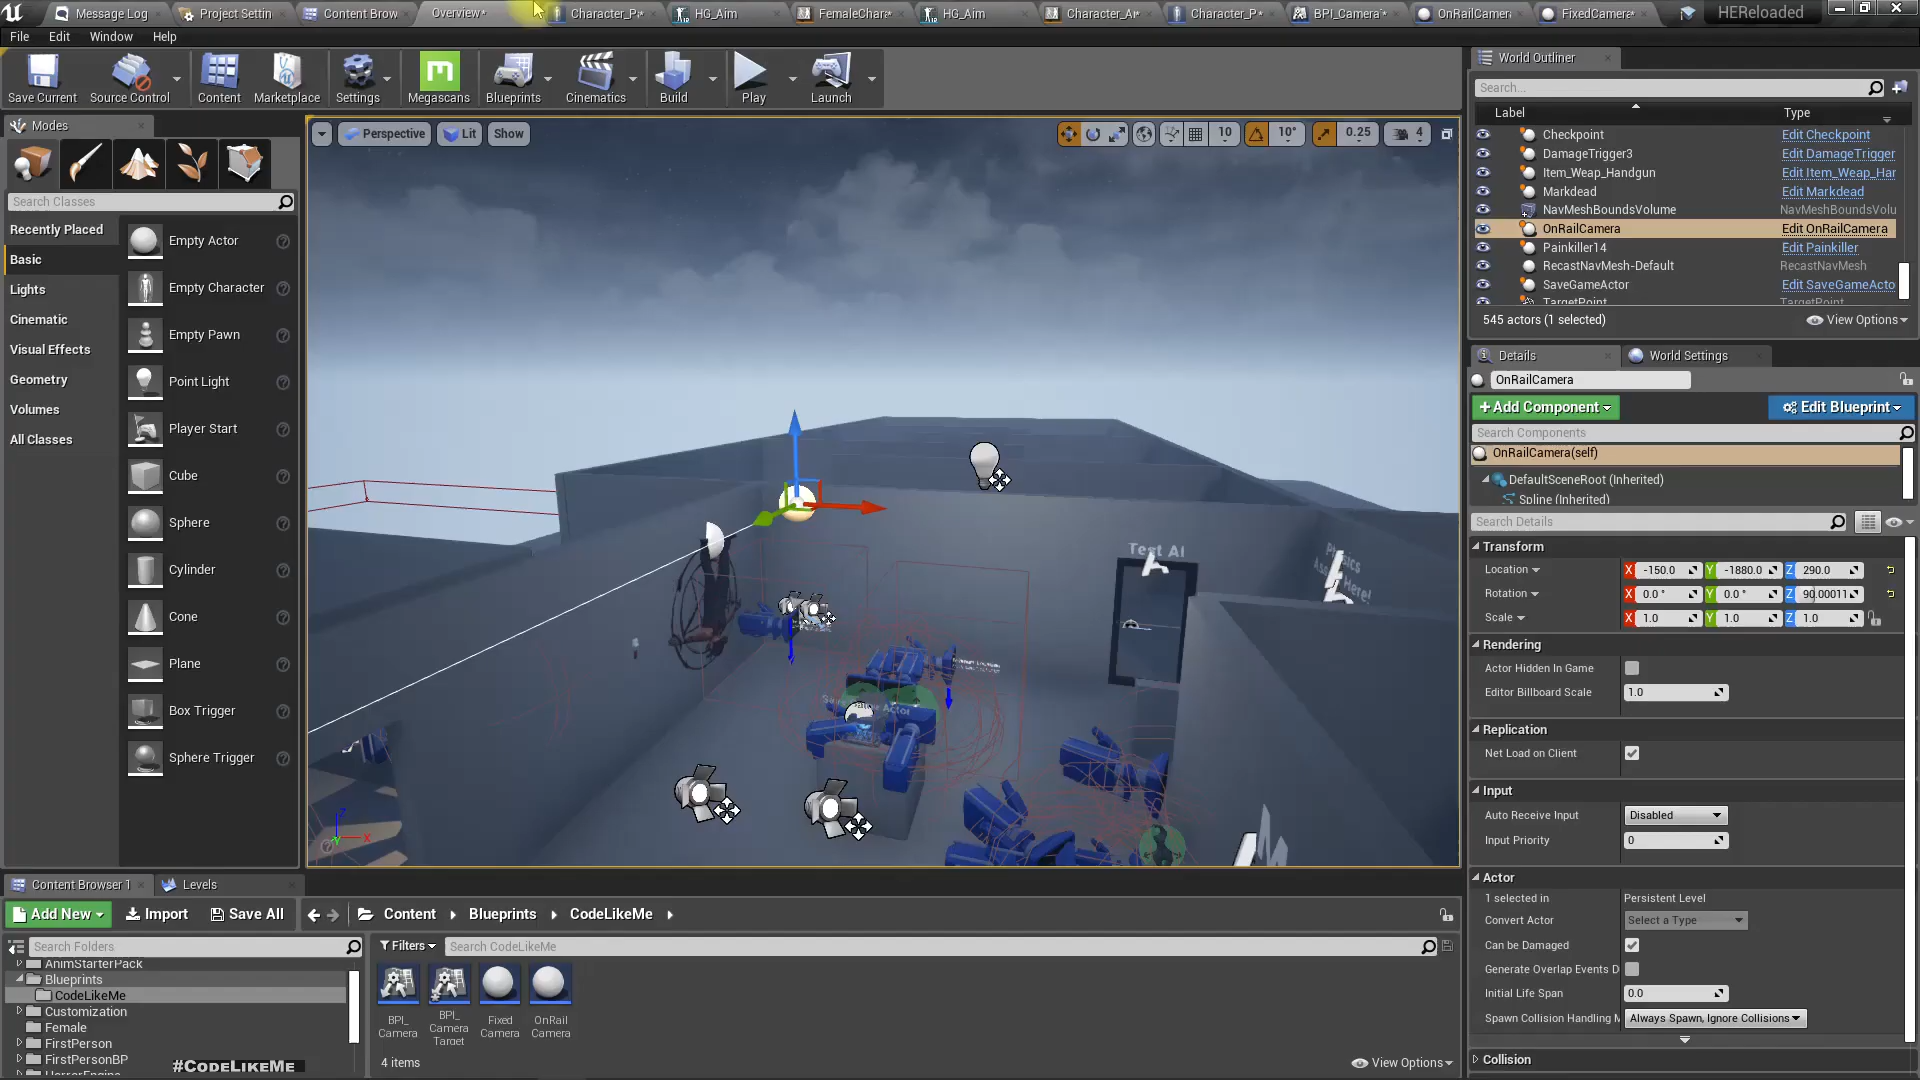 Message Log
Project Settin
Content Brow
Overview*
Character_P*
HG_Aim
FemaleChara
HG_Aim
Character_A
Character_P*
BPI_Camera
OnRailCamera
FixedCamera
HEReloaded
File
Edit
Window
Help
Save Current
Source Control
Content
Marketplace
Settings
Megascans
Blueprints
Cinematics
Build
Play
Launch
Modes
Search Classes
Recently Placed
Basic
Lights
Cinematic
Visual Effects
Geometry
Volumes
All Classes
Empty Actor
Empty Character
Empty Pawn
Point Light
Player Start
Cube
Sphere
Cylinder
Cone
Plane
Box Trigger
Sphere Trigger
Perspective
Lit
Show
10
10°
0.25
4
Test AI
World Outliner
Search...
Label
Type
Checkpoint
Edit Checkpoint
DamageTrigger3
Edit DamageTrigger
Item_Weap_Handgun
Edit Item_Weap_Har
Markdead
Edit Markdead
NavMeshBoundsVolume
NavMeshBoundsVolu
OnRailCamera
Edit OnRailCamera
Painkiller14
Edit Painkiller
RecastNavMesh-Default
RecastNavMesh
SaveGameActor
Edit SaveGameActo
TargetPoint
TargetPoint
545 actors (1 selected)
View Options
Details
World Settings
OnRailCamera
+Add Component
Edit Blueprint
Search Components
OnRailCamera(self)
DefaultSceneRoot (Inherited)
Spline (Inherited)
Search Details
Transform
Location
X -150.0 Y -1880.0 Z 290.0
Rotation
X 0.0 ° Y 0.0 ° Z 90.00011
Scale
X 1.0 Y 1.0 Z 1.0
Rendering
Actor Hidden In Game
Editor Billboard Scale
1.0
Replication
Net Load on Client
Input
Auto Receive Input
Disabled
Input Priority
0
Actor
1 selected in
Persistent Level
Convert Actor
Select a Type
Can be Damaged
Generate Overlap Events D
Initial Life Span
0.0
Spawn Collision Handling M
Always Spawn, Ignore Collisions
Collision
Content Browser 1
Levels
Add New
Import
Save All
Content
Blueprints
CodeLikeMe
Search Folders
Filters
Search CodeLikeMe
AnimStarterPack
Blueprints
CodeLikeMe
Customization
Female
FirstPerson
FirstPersonBP
HorrorEngine
#CODELIKEME
BPI_
Camera
BPI_
Camera
Target
Fixed
Camera
OnRail
Camera
4 items
View Options